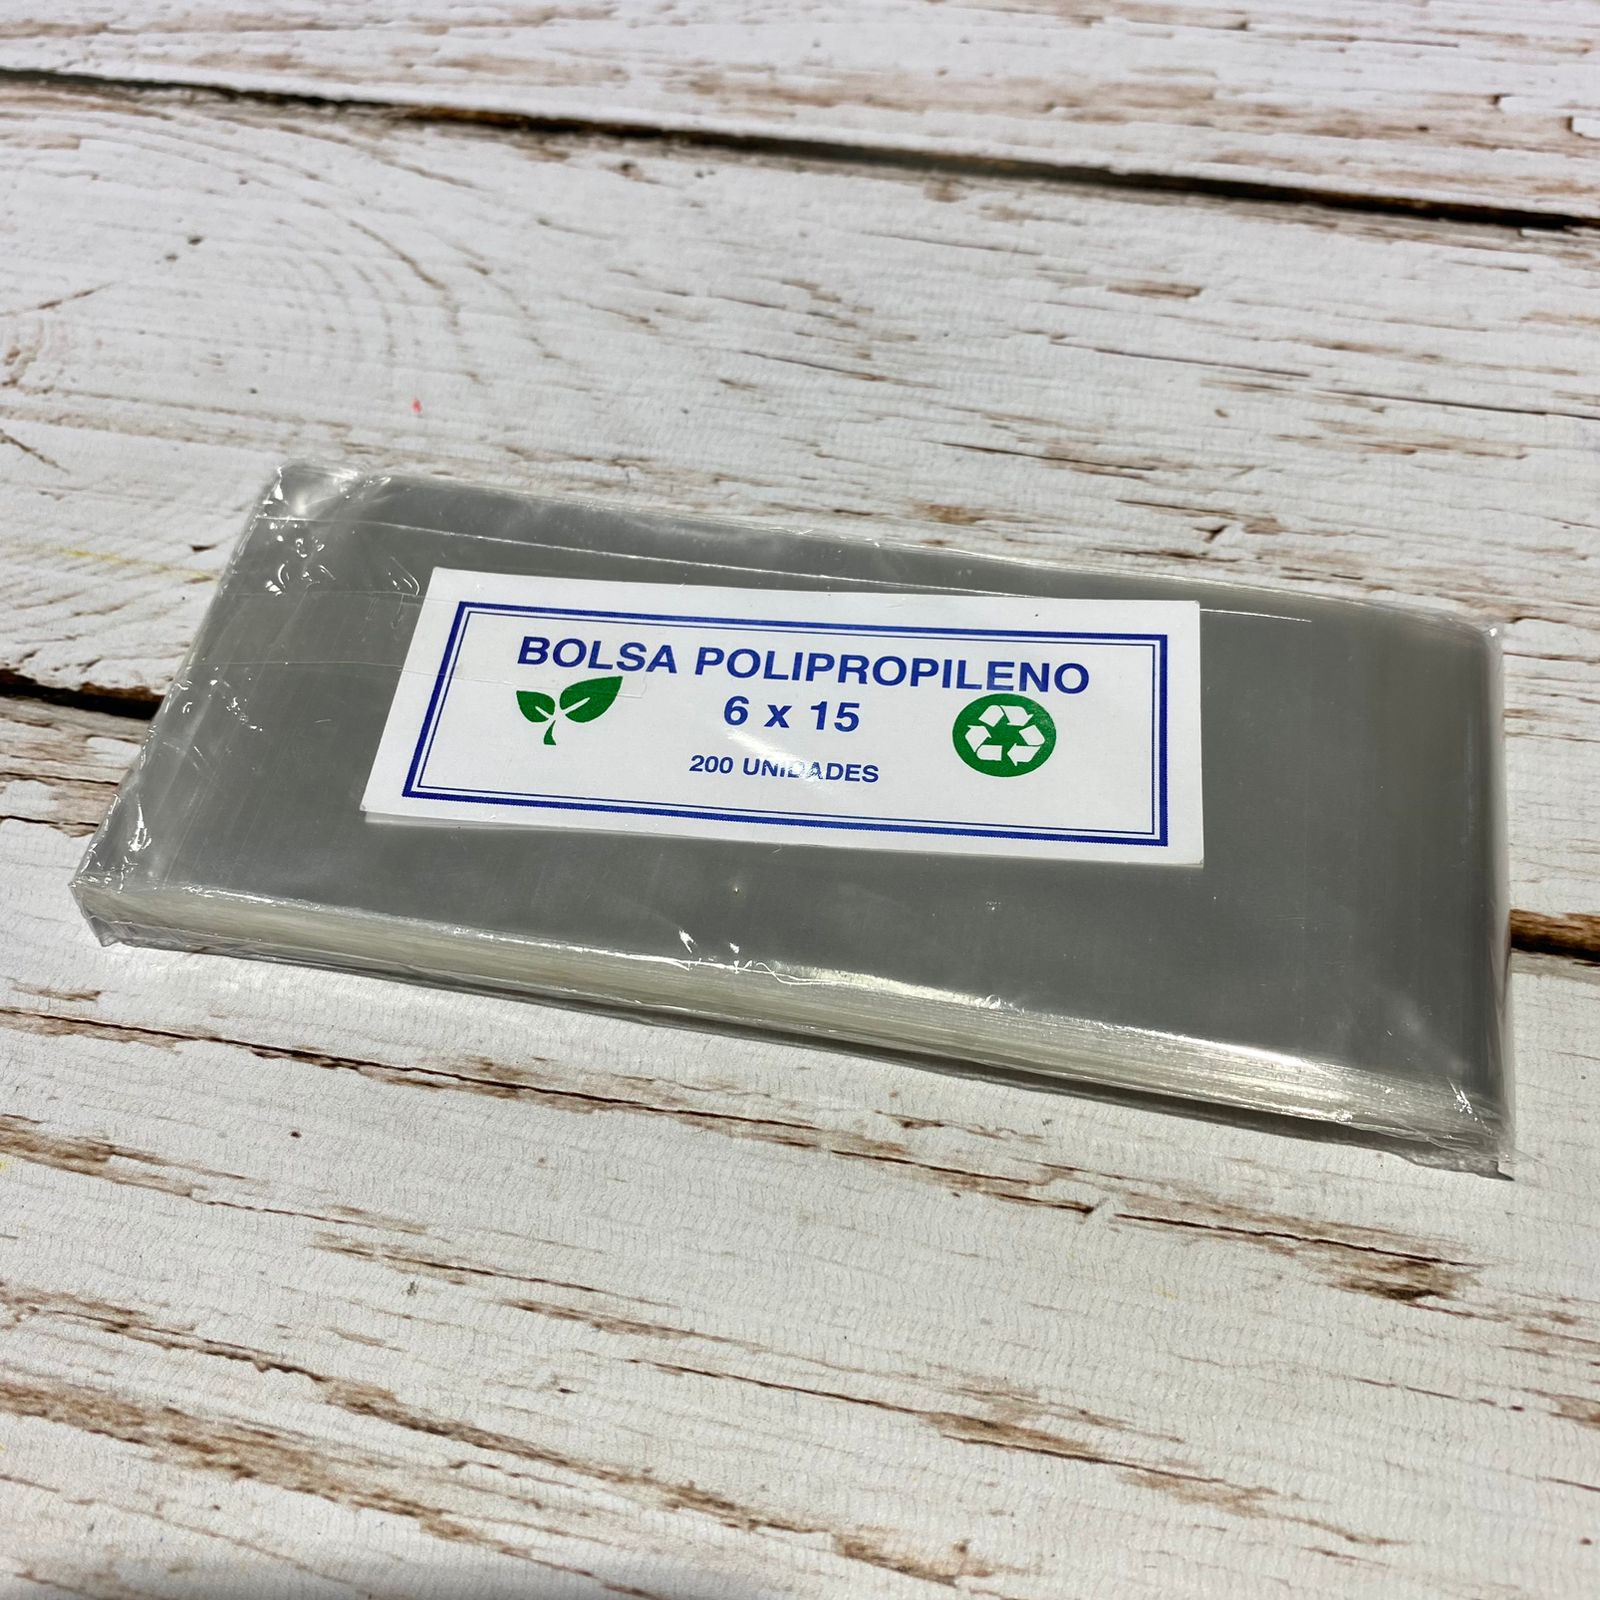 BOLSA POLIPROPILENO
6 x 15
200 UNIDADES